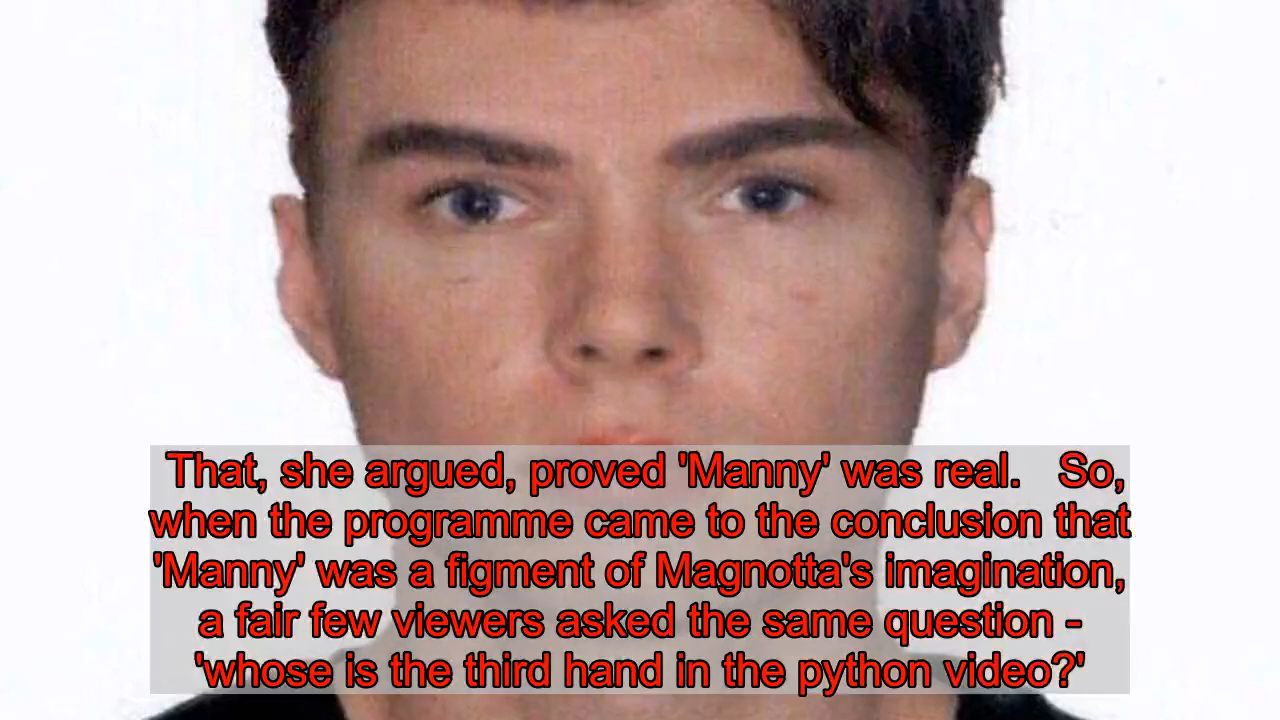 That, she argued, proved 'Manny' was real.   So,
when the programme came to the conclusion that
'Manny' was a figment of Magnotta's imagination,
a fair few viewers asked the same question -
'whose is the third hand in the python video?'